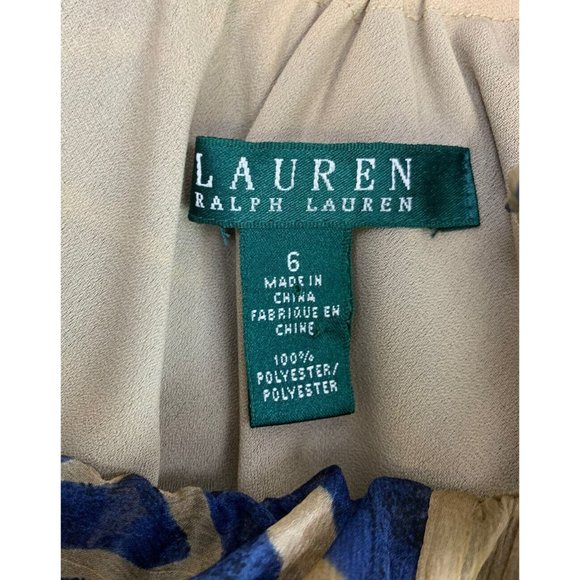 LAUREN
RALPH LAUREN
6
MADE IN
CHINA
FABRIQUE EN
CHINE
100%
POLYESTER/
POLYESTER